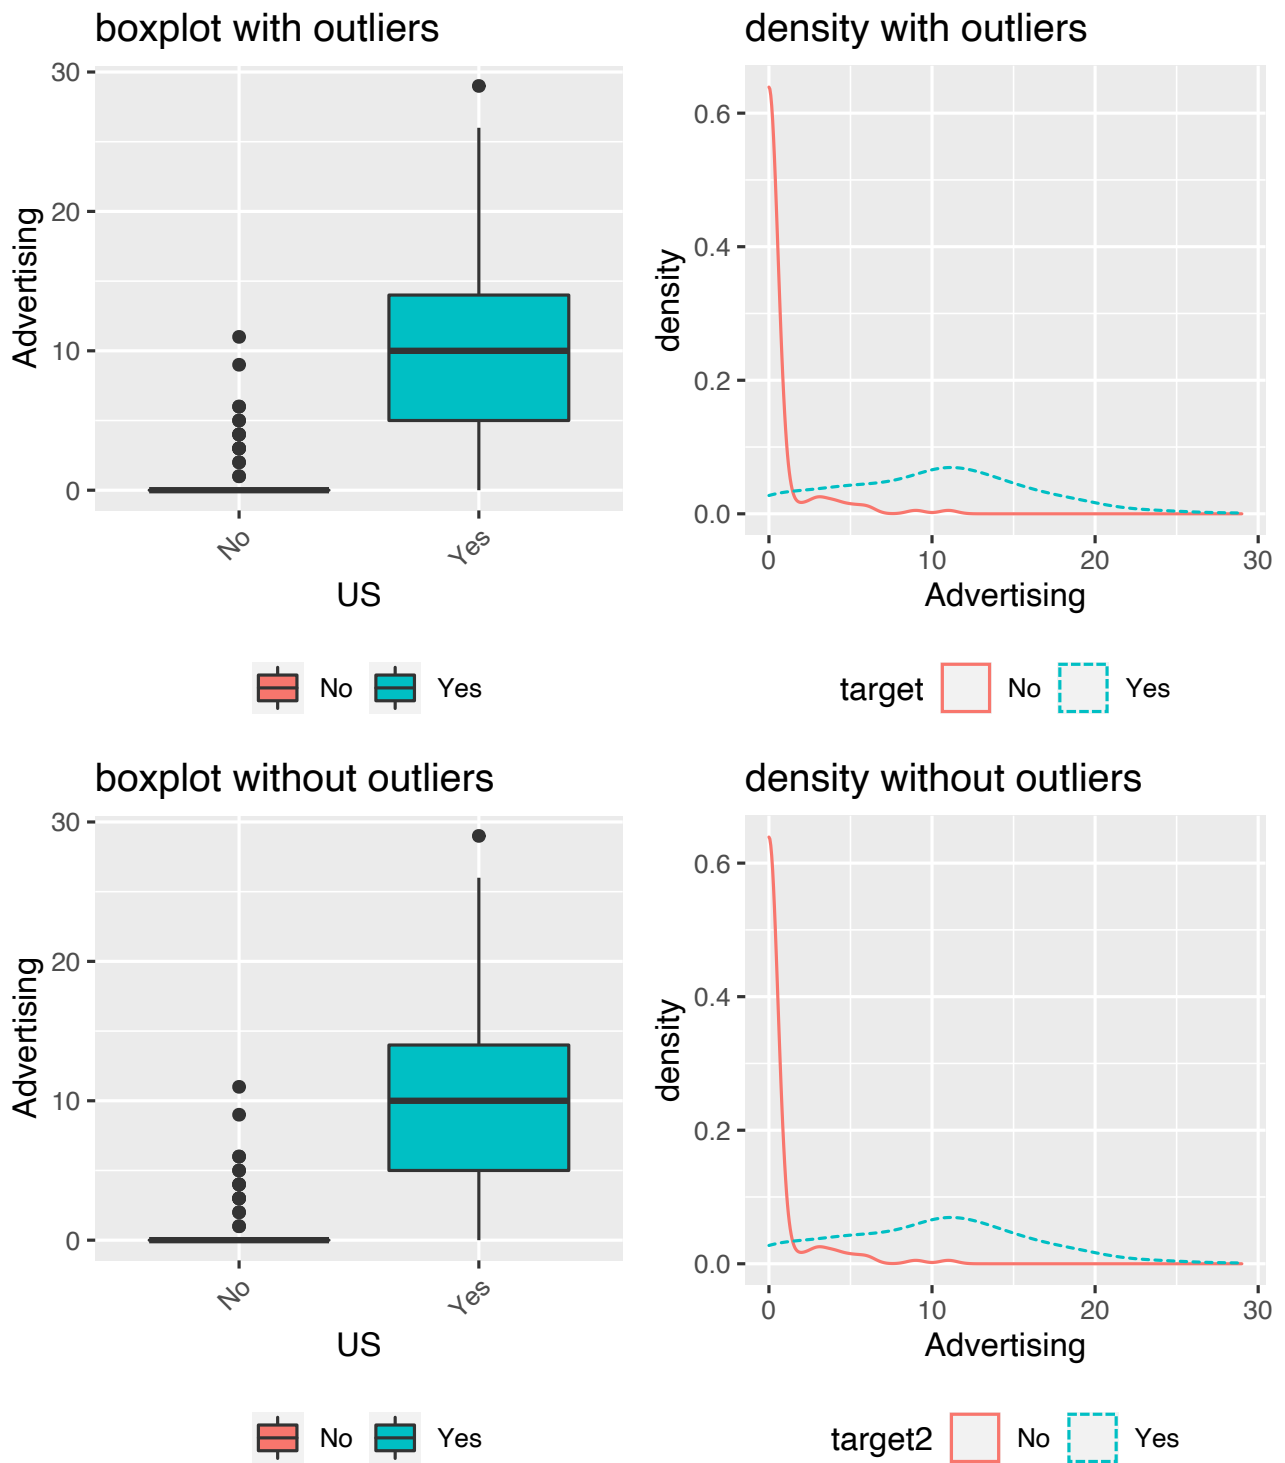 boxplot with outliers
30
20
10
0
Advertising
No
Yes
US
No Yes
density with outliers
0.6
0.4
0.2
0.0
density
0 10 20 30
Advertising
target No Yes
boxplot without outliers
30
20
10
0
Advertising
No
Yes
US
No Yes
density without outliers
0.6
0.4
0.2
0.0
density
0 10 20 30
Advertising
target2 No Yes